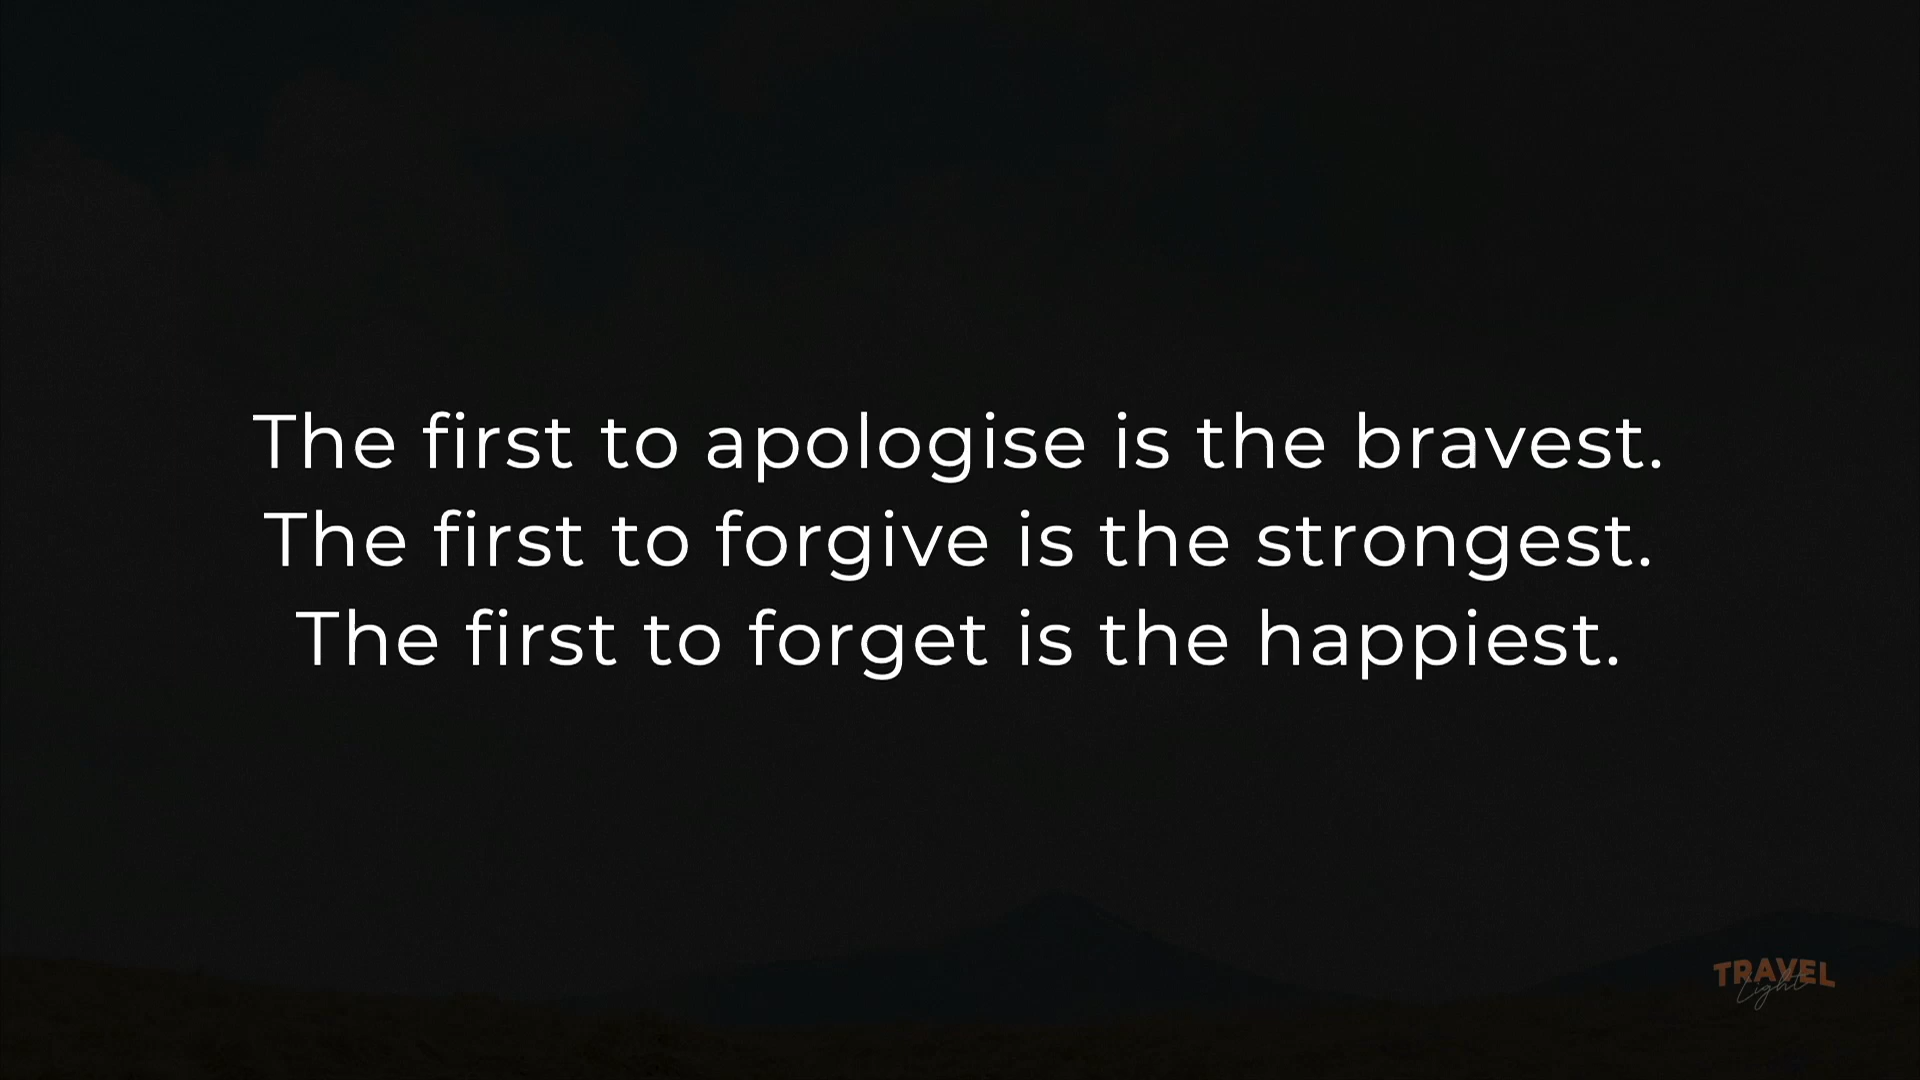 The first to apologise is the bravest.
The first to forgive is the strongest.
The first to forget is the happiest.
TRAVEL
Light